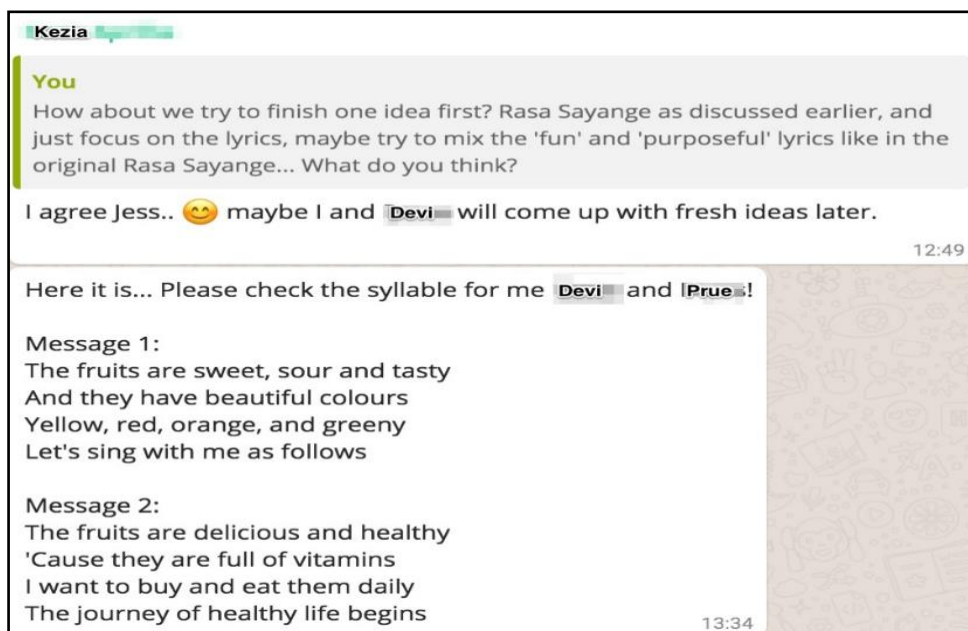 Kezia
You
How about we try to finish one idea first? Rasa Sayange as discussed earlier, and
just focus on the lyrics, maybe try to mix the 'fun' and 'purposeful' lyrics like in the
original Rasa Sayange... What do you think?
I agree Jess.. 😊 maybe I and Devi will come up with fresh ideas later.
12:49
Here it is... Please check the syllable for me Devi and Prue!
Message 1:
The fruits are sweet, sour and tasty
And they have beautiful colours
Yellow, red, orange, and greeny
Let's sing with me as follows
Message 2:
The fruits are delicious and healthy
'Cause they are full of vitamins
I want to buy and eat them daily
The journey of healthy life begins
13:34